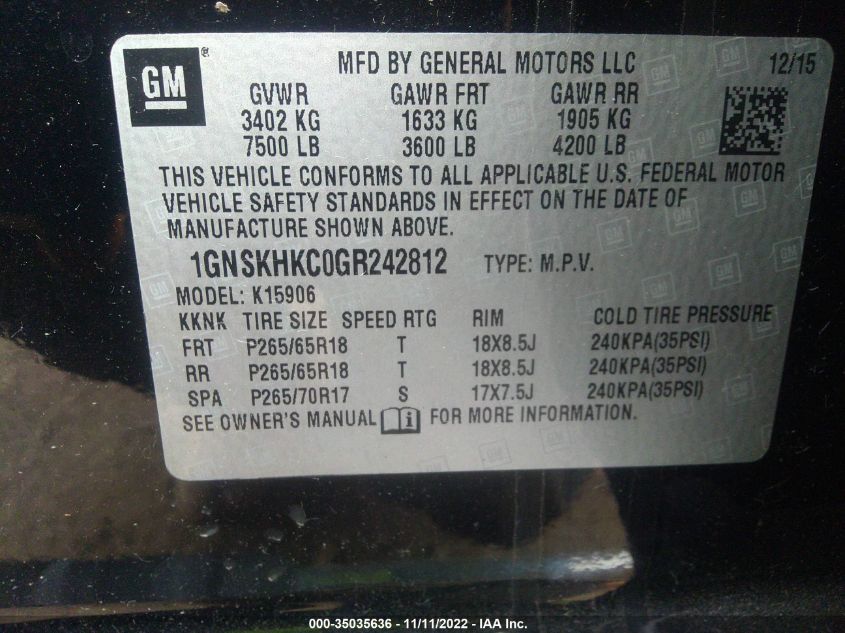 GM ® MFD BY GENERAL MOTORS LLC 12/15
GVWR GAWR FRT GAWR RR
3402 KG 1633 KG 1905 KG
7500 LB 3600 LB 4200 LB
THIS VEHICLE CONFORMS TO ALL APPLICABLE U.S. FEDERAL MOTOR
VEHICLE SAFETY STANDARDS IN EFFECT ON THE DATE OF
MANUFACTURE SHOWN ABOVE.
1GNSKHKC0GR242812 TYPE: M.P.V.
MODEL: K15906
KKNK TIRE SIZE SPEED RTG RIM COLD TIRE PRESSURE
FRT P265/65R18 T 18X8.5J 240KPA(35PSI)
RR P265/65R18 T 18X8.5J 240KPA(35PSI)
SPA P265/70R17 S 17X7.5J 240KPA(35PSI)
SEE OWNER'S MANUAL i FOR MORE INFORMATION.
000-35035636 - 11/11/2022 - IAA Inc.